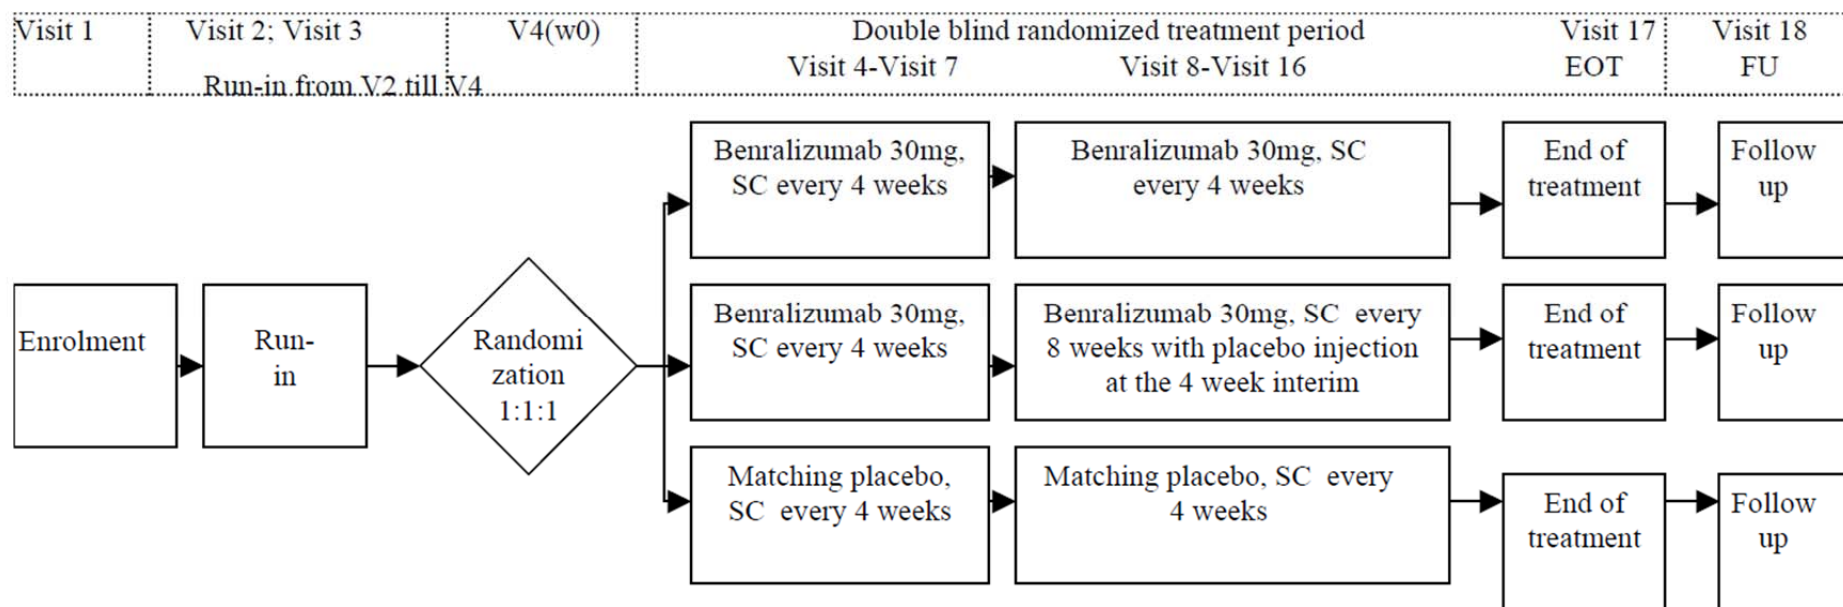 Visit 1
Visit 2; Visit 3
Run-in from V2 till V4
V4(w0)
Double blind randomized treatment period
Visit 4-Visit 7
Visit 8-Visit 16
Visit 17
EOT
Visit 18
FU
Enrolment
Run-
in
Randomi
zation
1:1:1
Benralizumab 30mg,
SC every 4 weeks
Benralizumab 30mg, SC
every 4 weeks
End of
treatment
Follow
up
Benralizumab 30mg,
SC every 4 weeks
Benralizumab 30mg, SC every
8 weeks with placebo injection
at the 4 week interim
End of
treatment
Follow
up
Matching placebo,
SC every 4 weeks
Matching placebo, SC every
4 weeks
End of
treatment
Follow
up